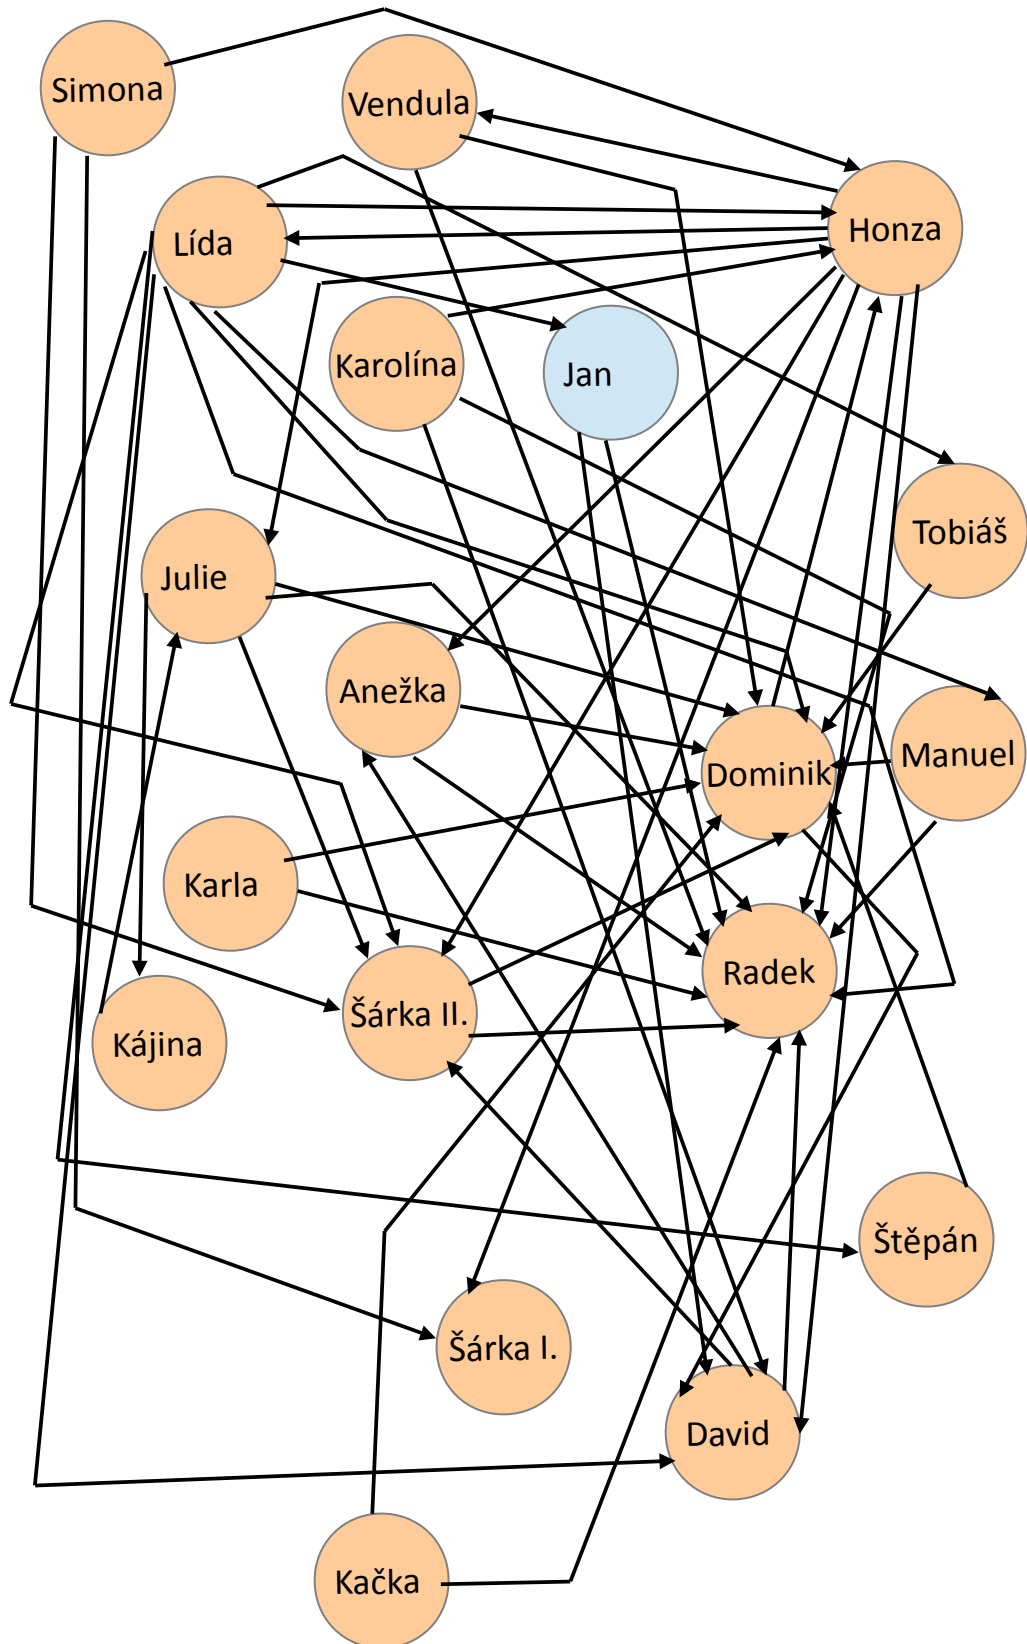 Simona
Vendula
Lída
Honza
Karolína
Jan
Tobiáš
Julie
Anežka
Dominik
Manuel
Karla
Radek
Šárka II.
Kájina
Štěpán
Šárka I.
David
Kačka